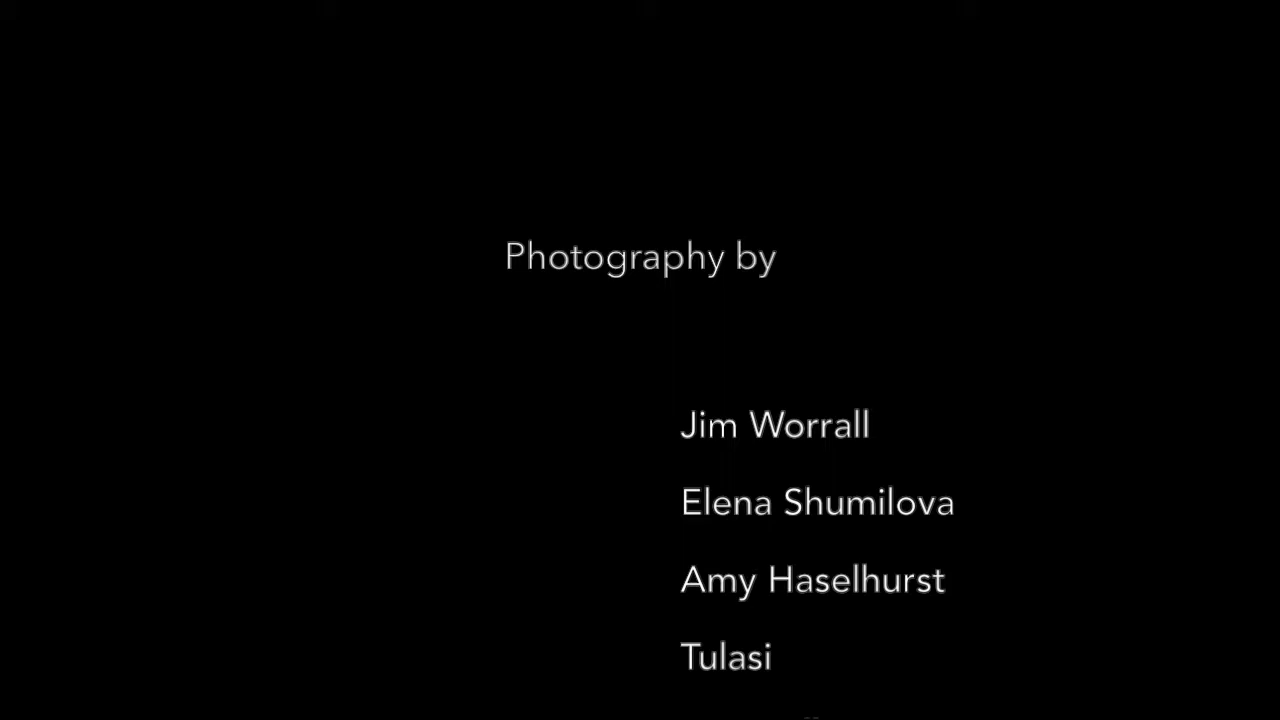 Photography by
Jim Worrall
Elena Shumilova
Amy Haselhurst
Tulasi